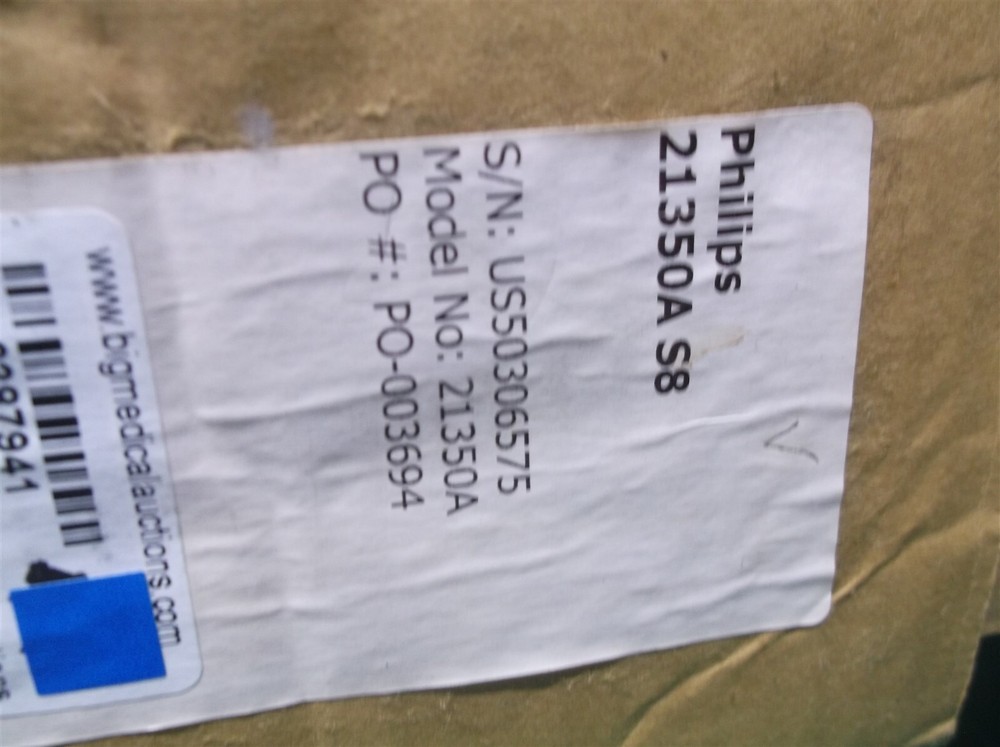 Philips
21350A S8
S/N: US50306575
Model No: 21350A
PO #: PO-003694
www.bigmedicalauctions.com